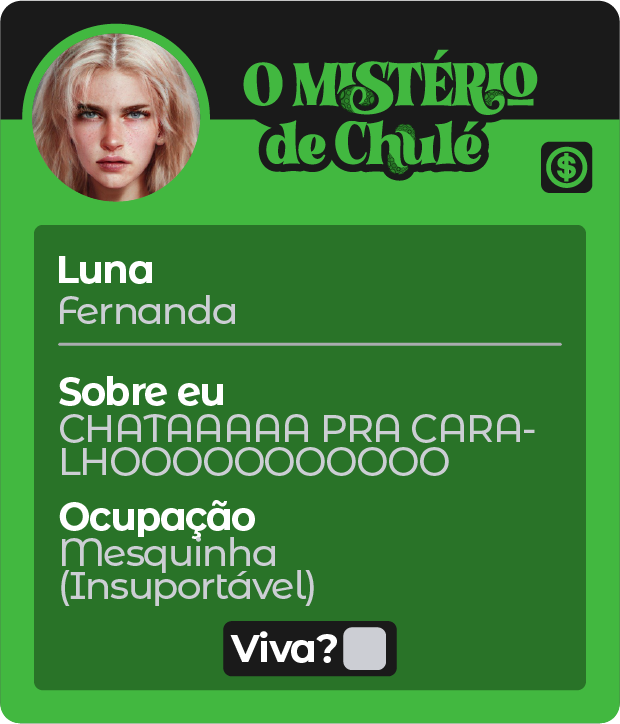 O MISTÉRIO
de Chulé
$
Luna
Fernanda
Sobre eu
CHATAAAAA PRA CARA-
LHOOOOOOOOOOO
Ocupação
Mesquinha
(Insuportável)
Viva?